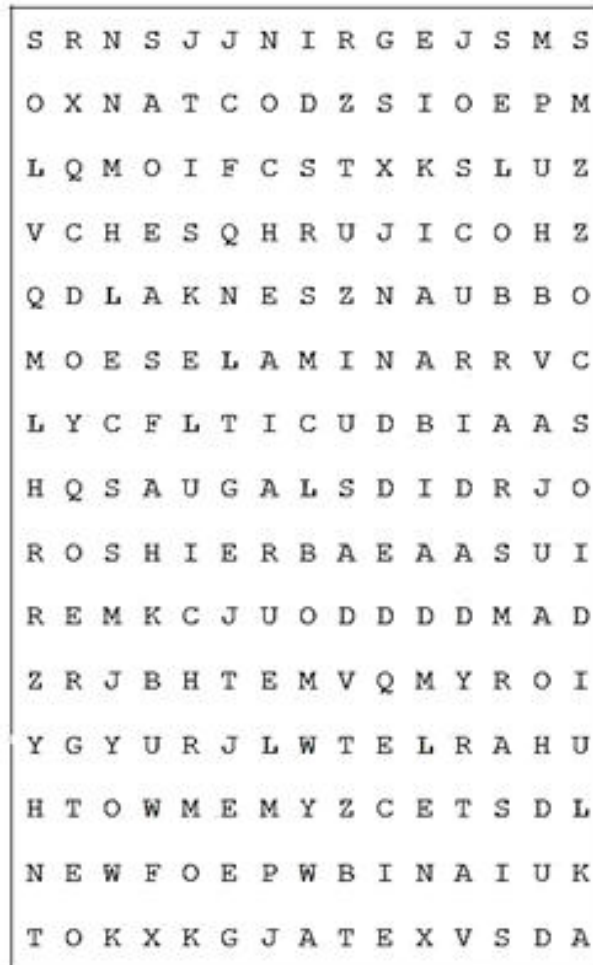 S R N S J J N I R G E J S M S
O X N A T C O D Z S I O E P M
L Q M O I F C S T X K S L U Z
V C H E S Q H R U J I C O H Z
Q D L A K N E S Z N A U B B O
M O E S E L A M I N A R R V C
L Y C F L T I C U D B I A A S
H Q S A U G A L S D I D R J O
R O S H I E R B A E A A S U I
R E M K C J U O D D D D M A D
Z R J B H T E M V Q M Y R O I
Y G Y U R J L W T E L R A H U
H T O W M E M Y Z C E T S D L
N E W F O E P W B I N A I U K
T O K X K G J A T E X V S D A